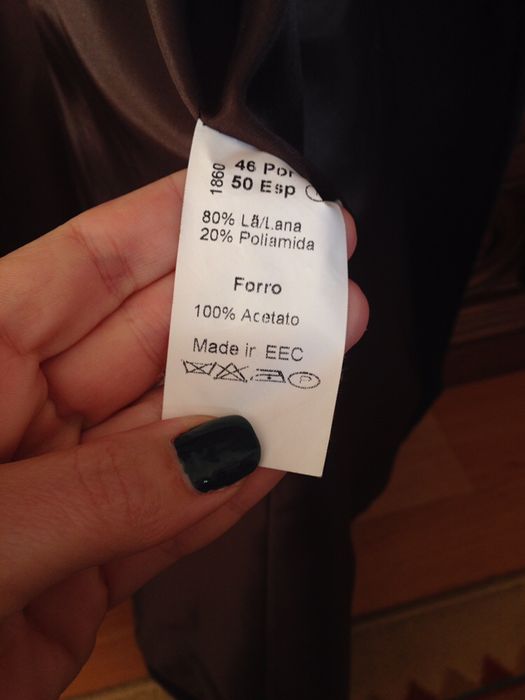 1860
46 Por
50 Esp
80% Lã/Lana
20% Poliamida
Forro
100% Acetato
Made in EEC
P